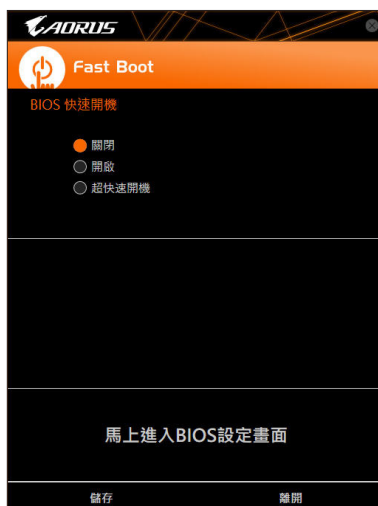 AORUS
Fast Boot
BIOS 快速開機
關閉
開啟
超快速開機
馬上進入BIOS設定畫面
儲存 離開